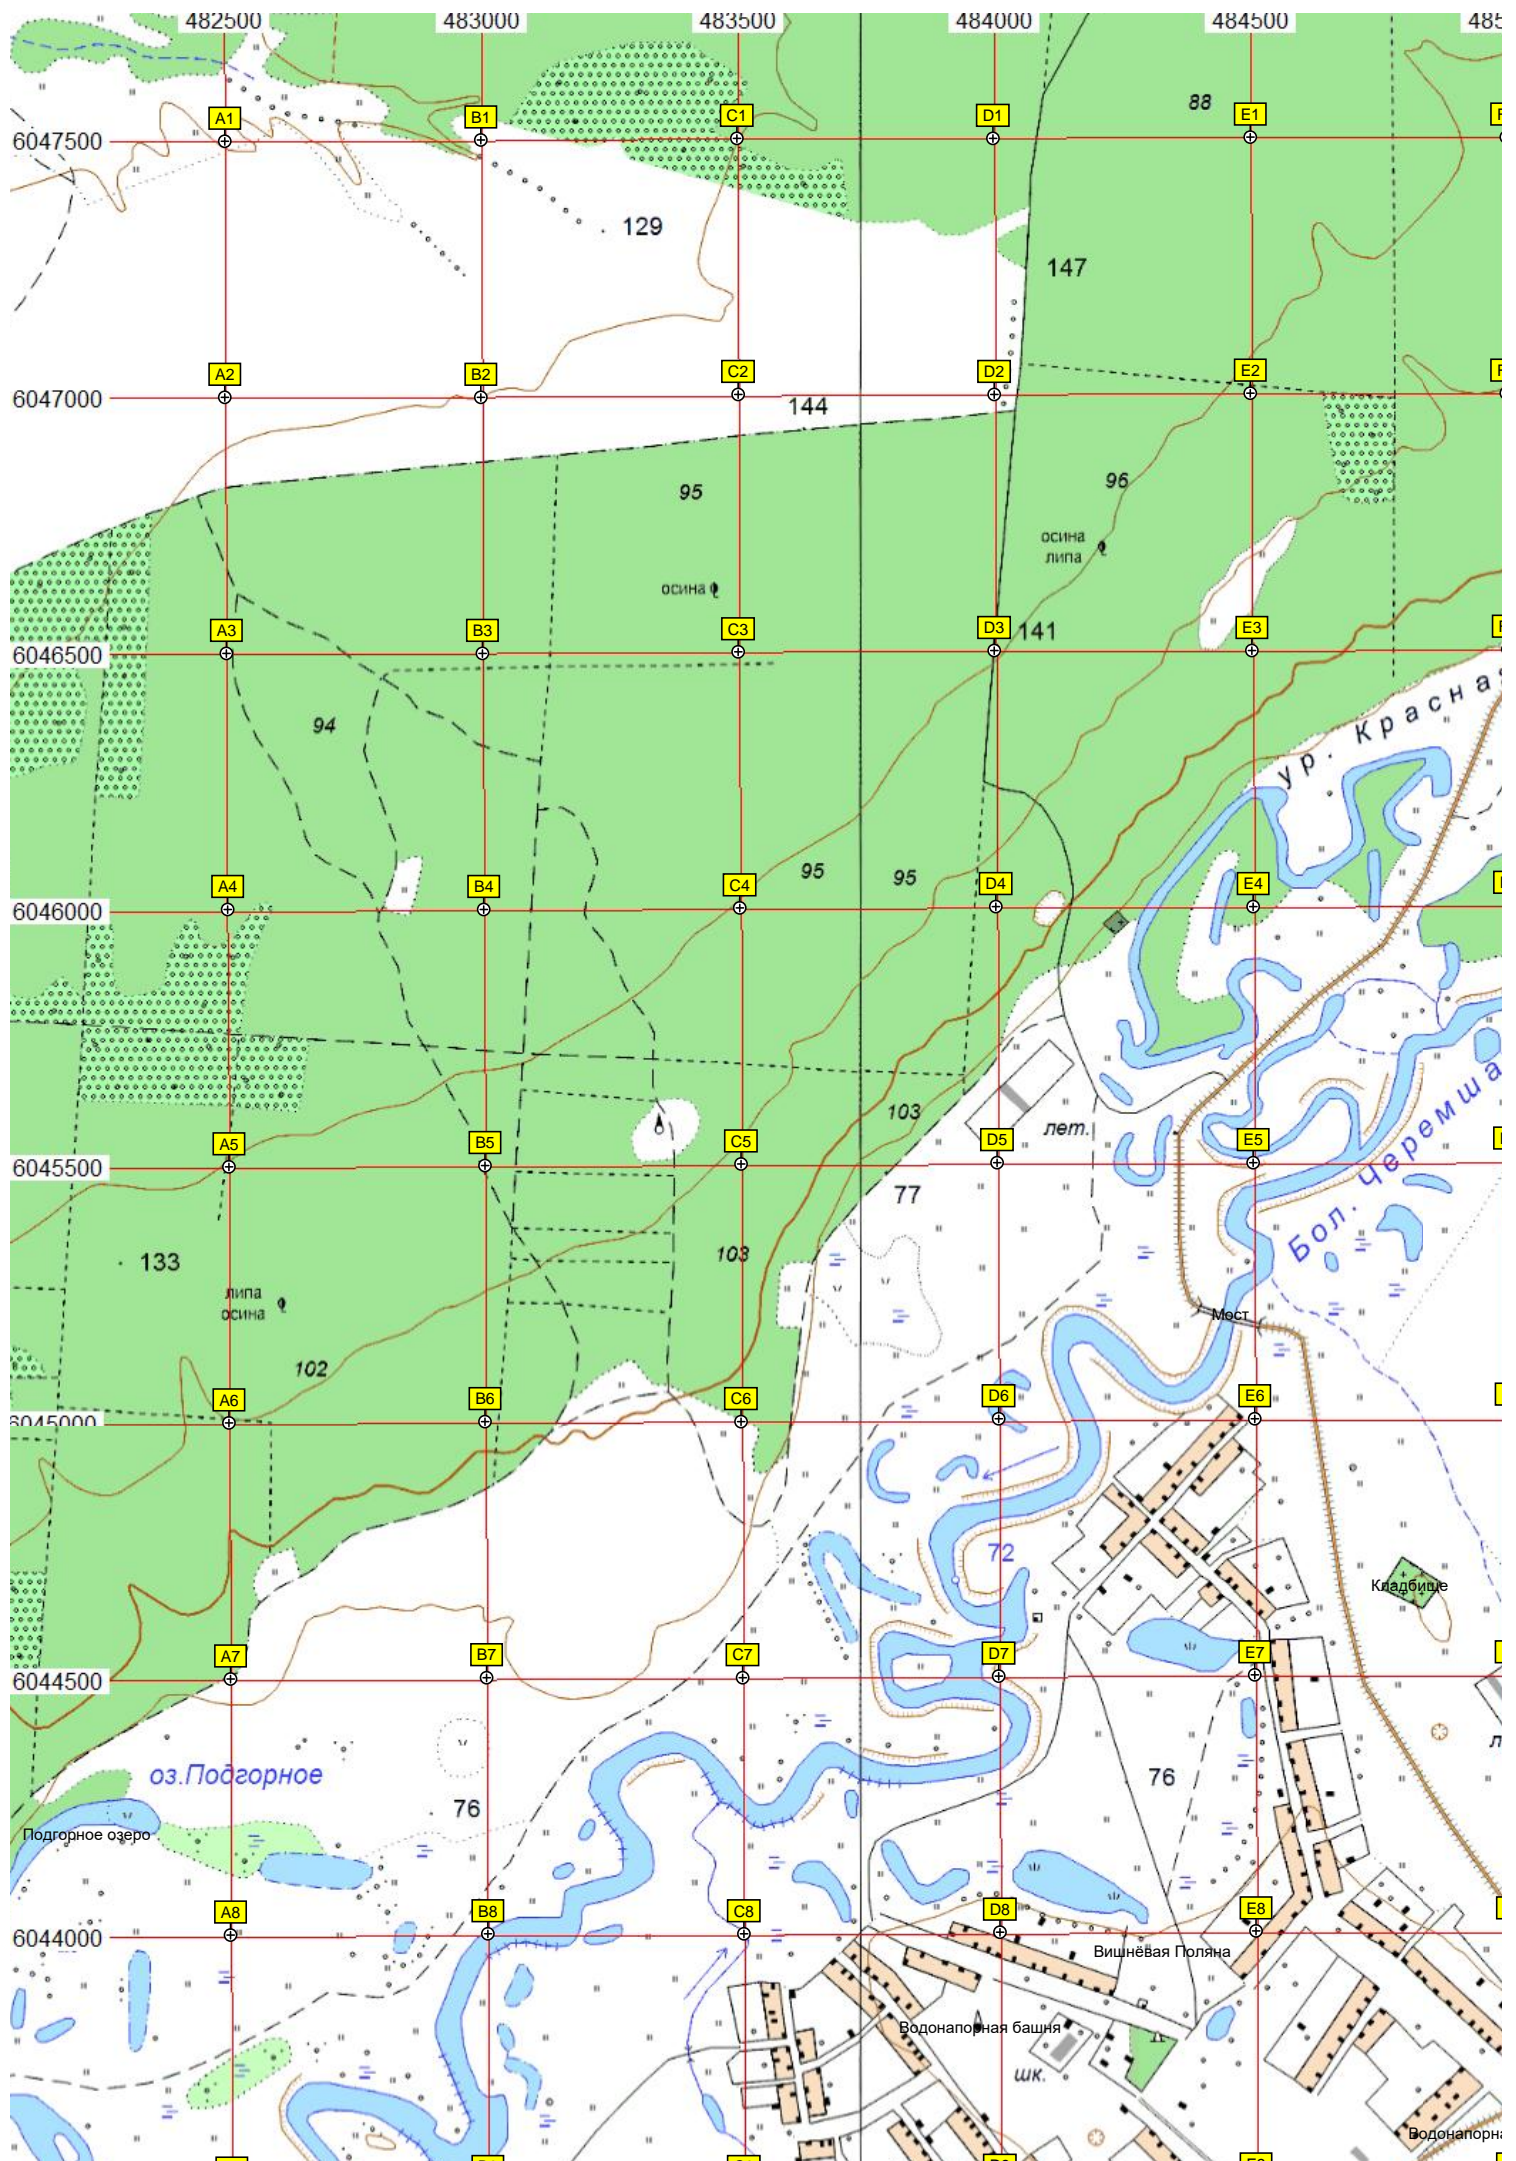 482500 483000 483500 484000 484500
88
A1 B1 C1 D1 E1
6047500
129
147
A2 B2 C2 D2 E2
6047000
144
95
96
осина
липа
осина
A3 B3 C3 D3 E3
141
6046500
94
ур. Красная
95 95
A4 B4 C4 D4 E4
6046000
Бол. Черемша
103
лет.
A5 B5 C5 D5 E5
6045500
77
133
103
липа
осина
Мост
102
A6 B6 C6 D6 E6
6045000
72
Кладбище
A7 B7 C7 D7 E7
6044500
оз.Подгорное
76
76
Подгорное озеро
A8 B8 C8 D8 E8
6044000
Вишнёвая Поляна
Водонапорная башня
шк.
Водонапорна